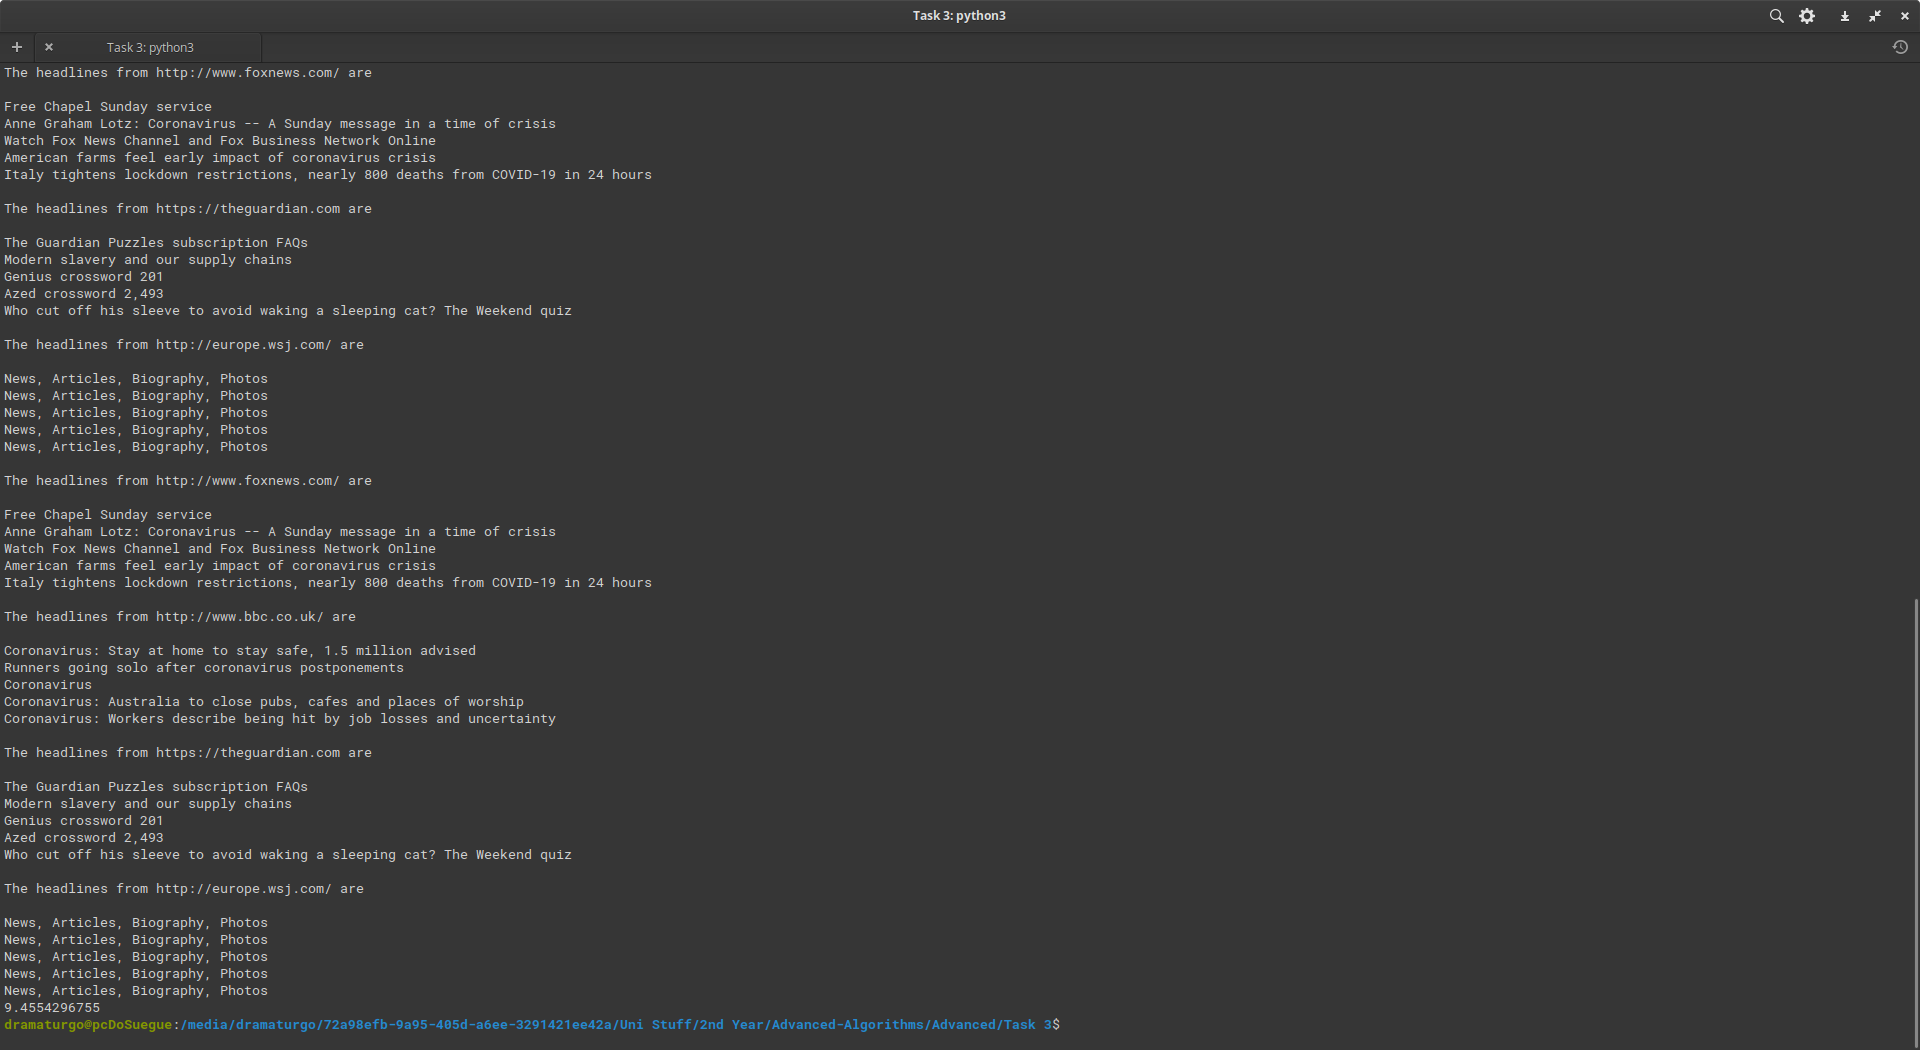 Task 3: python3
Task 3: python3
The headlines from http://www.foxnews.com/ are
Free Chapel Sunday service
Anne Graham Lotz: Coronavirus -- A Sunday message in a time of crisis
Watch Fox News Channel and Fox Business Network Online
American farms feel early impact of coronavirus crisis
Italy tightens lockdown restrictions, nearly 800 deaths from COVID-19 in 24 hours
The headlines from https://theguardian.com are
The Guardian Puzzles subscription FAQs
Modern slavery and our supply chains
Genius crossword 201
Azed crossword 2,493
Who cut off his sleeve to avoid waking a sleeping cat? The Weekend quiz
The headlines from http://europe.wsj.com/ are
News, Articles, Biography, Photos
News, Articles, Biography, Photos
News, Articles, Biography, Photos
News, Articles, Biography, Photos
News, Articles, Biography, Photos
The headlines from http://www.foxnews.com/ are
Free Chapel Sunday service
Anne Graham Lotz: Coronavirus -- A Sunday message in a time of crisis
Watch Fox News Channel and Fox Business Network Online
American farms feel early impact of coronavirus crisis
Italy tightens lockdown restrictions, nearly 800 deaths from COVID-19 in 24 hours
The headlines from http://www.bbc.co.uk/ are
Coronavirus: Stay at home to stay safe, 1.5 million advised
Runners going solo after coronavirus postponements
Coronavirus
Coronavirus: Australia to close pubs, cafes and places of worship
Coronavirus: Workers describe being hit by job losses and uncertainty
The headlines from https://theguardian.com are
The Guardian Puzzles subscription FAQs
Modern slavery and our supply chains
Genius crossword 201
Azed crossword 2,493
Who cut off his sleeve to avoid waking a sleeping cat? The Weekend quiz
The headlines from http://europe.wsj.com/ are
News, Articles, Biography, Photos
News, Articles, Biography, Photos
News, Articles, Biography, Photos
News, Articles, Biography, Photos
News, Articles, Biography, Photos
9.4554296755
dramaturgo@pcDoSuegue:/media/dramaturgo/72a98efb-9a95-405d-a6ee-3291421ee42a/Uni Stuff/2nd Year/Advanced-Algorithms/Advanced/Task 3$